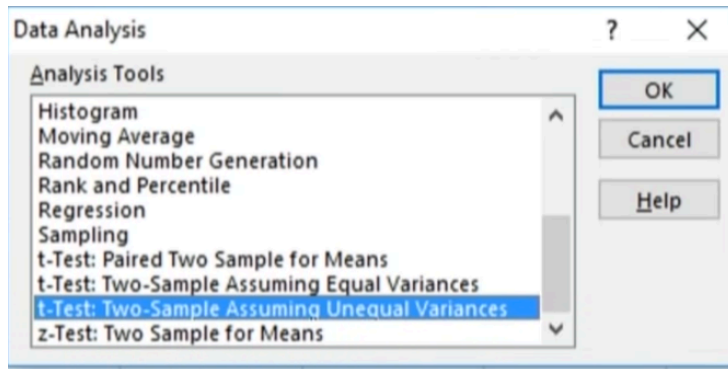 Data Analysis ? ×
Analysis Tools
OK
Cancel
Help
Histogram
Moving Average
Random Number Generation
Rank and Percentile
Regression
Sampling
t-Test: Paired Two Sample for Means
t-Test: Two-Sample Assuming Equal Variances
t-Test: Two-Sample Assuming Unequal Variances
z-Test: Two Sample for Means